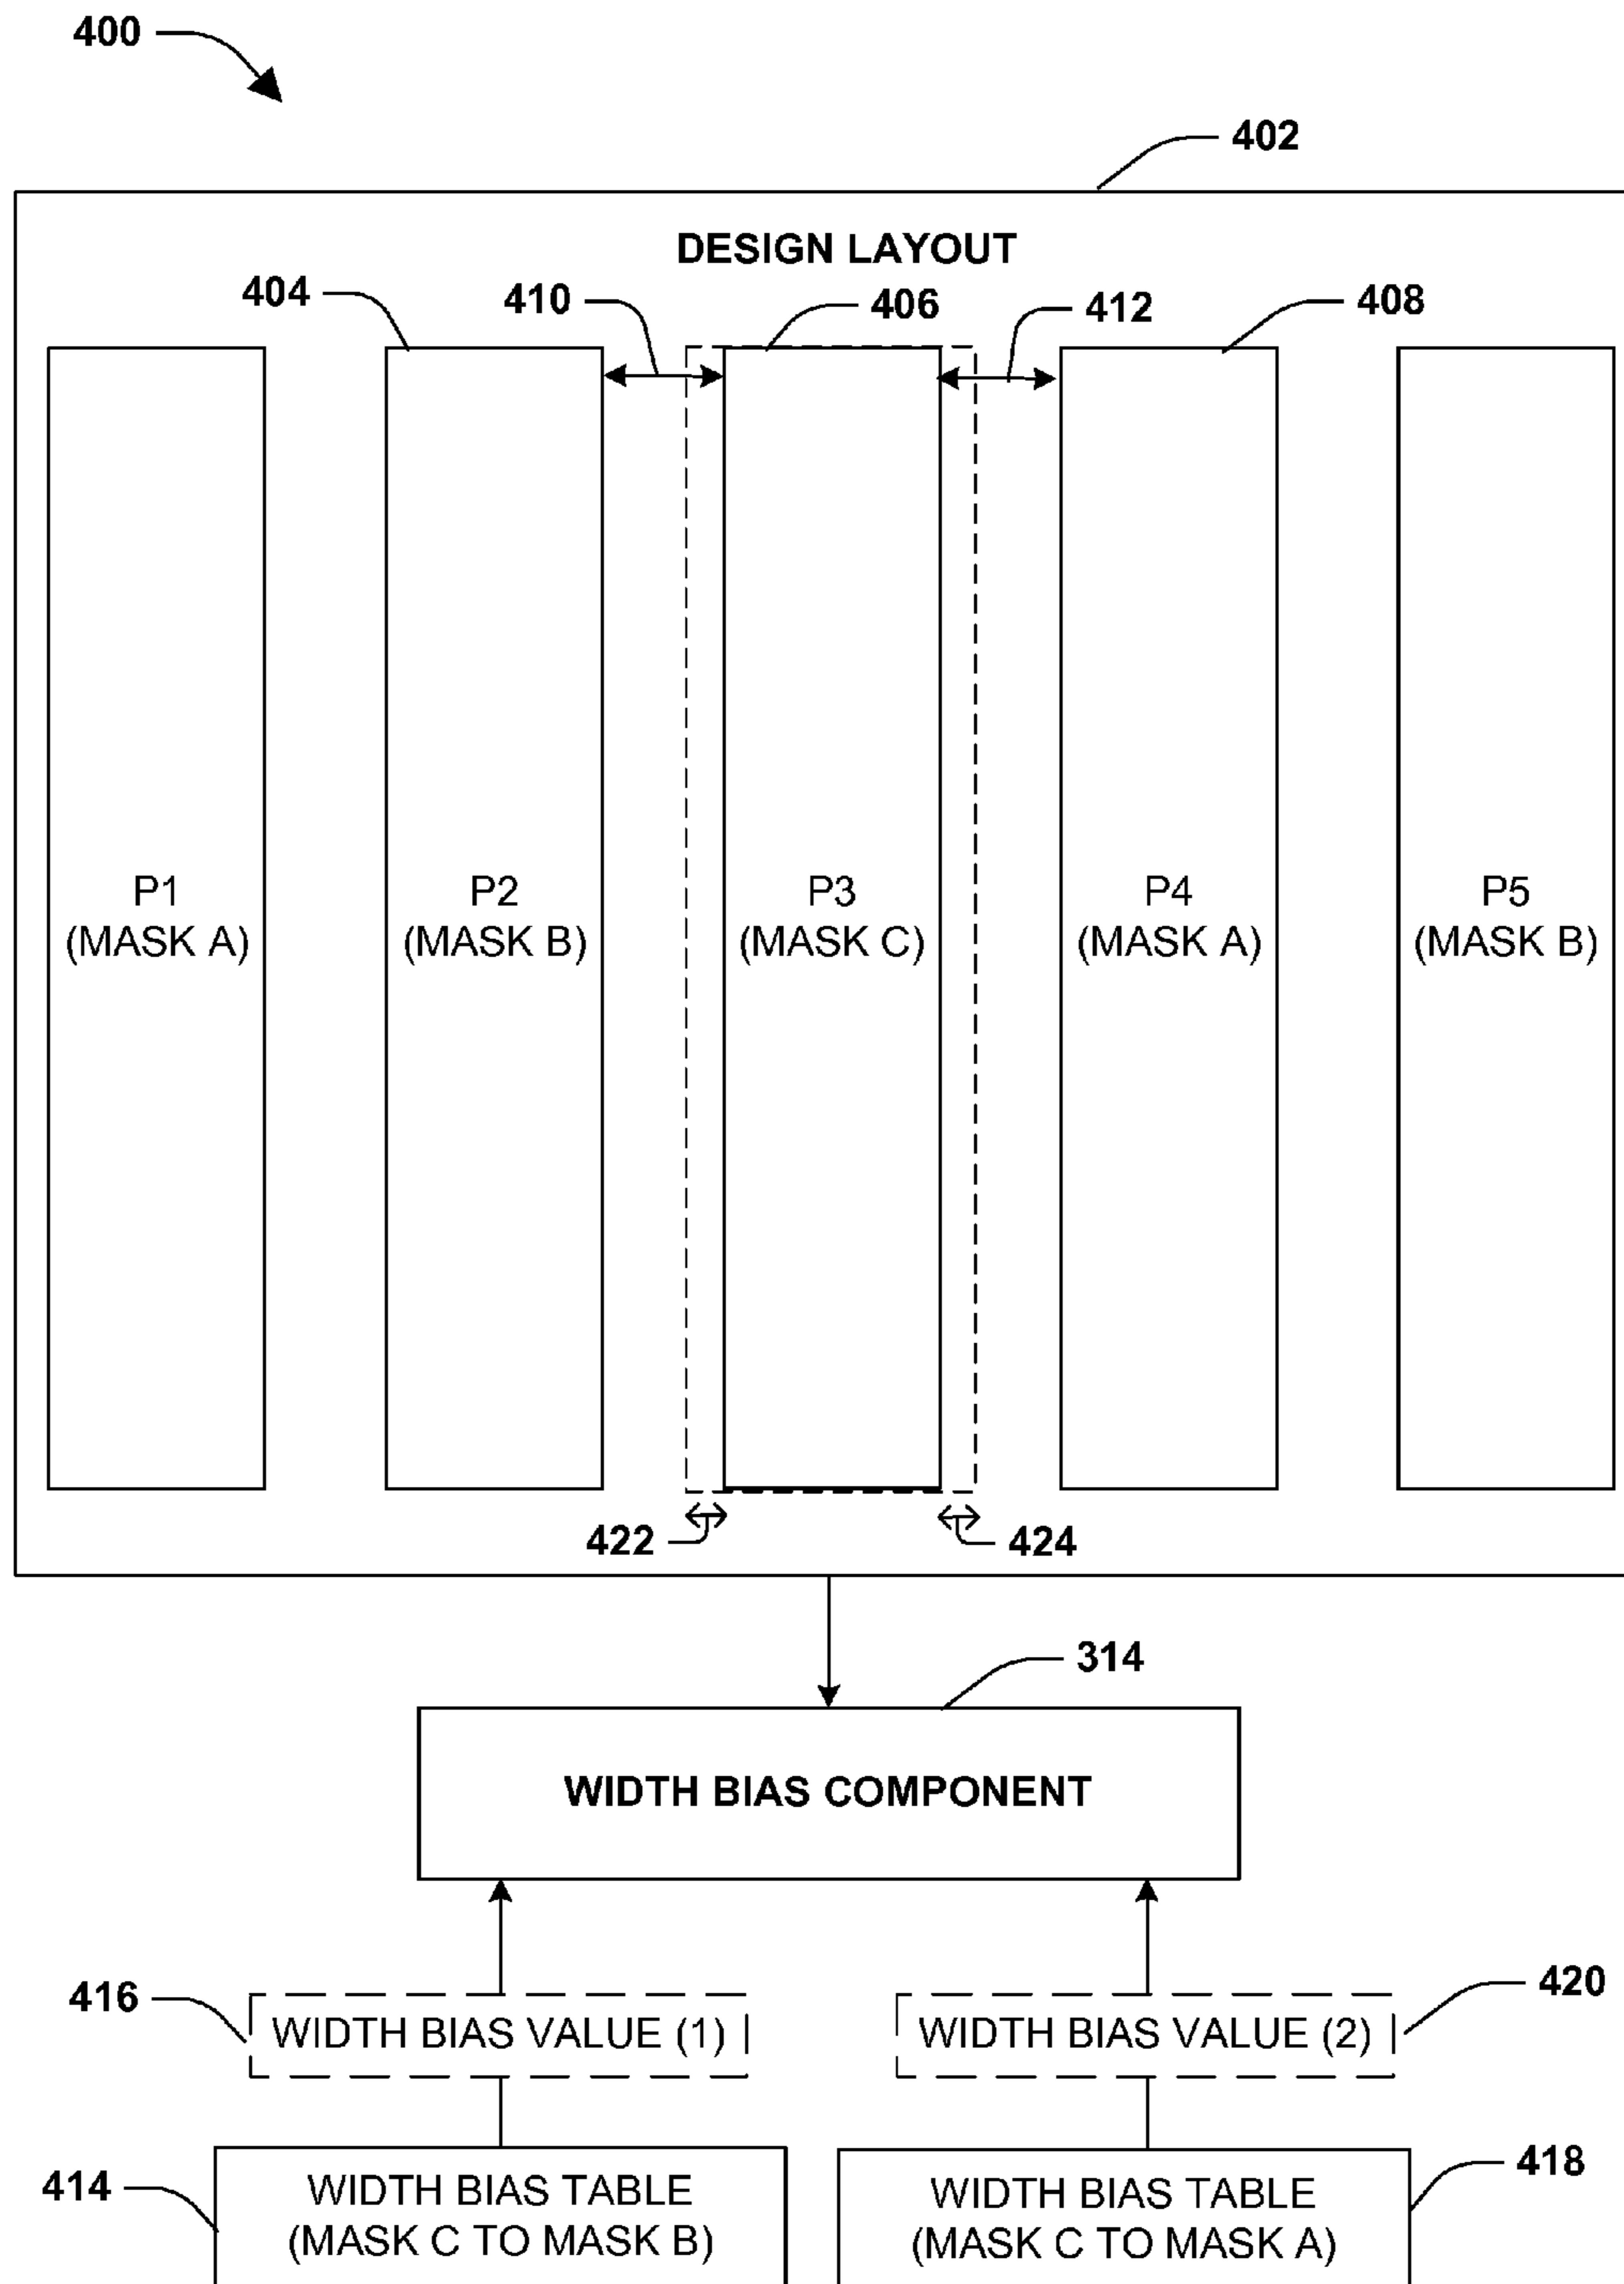 400
402
DESIGN LAYOUT
404
410
406
412
408
P1
(MASK A)
P2
(MASK B)
P3
(MASK C)
P4
(MASK A)
P5
(MASK B)
422
424
314
WIDTH BIAS COMPONENT
416
WIDTH BIAS VALUE (1)
WIDTH BIAS VALUE (2)
420
414
WIDTH BIAS TABLE
(MASK C TO MASK B)
WIDTH BIAS TABLE
(MASK C TO MASK A)
418